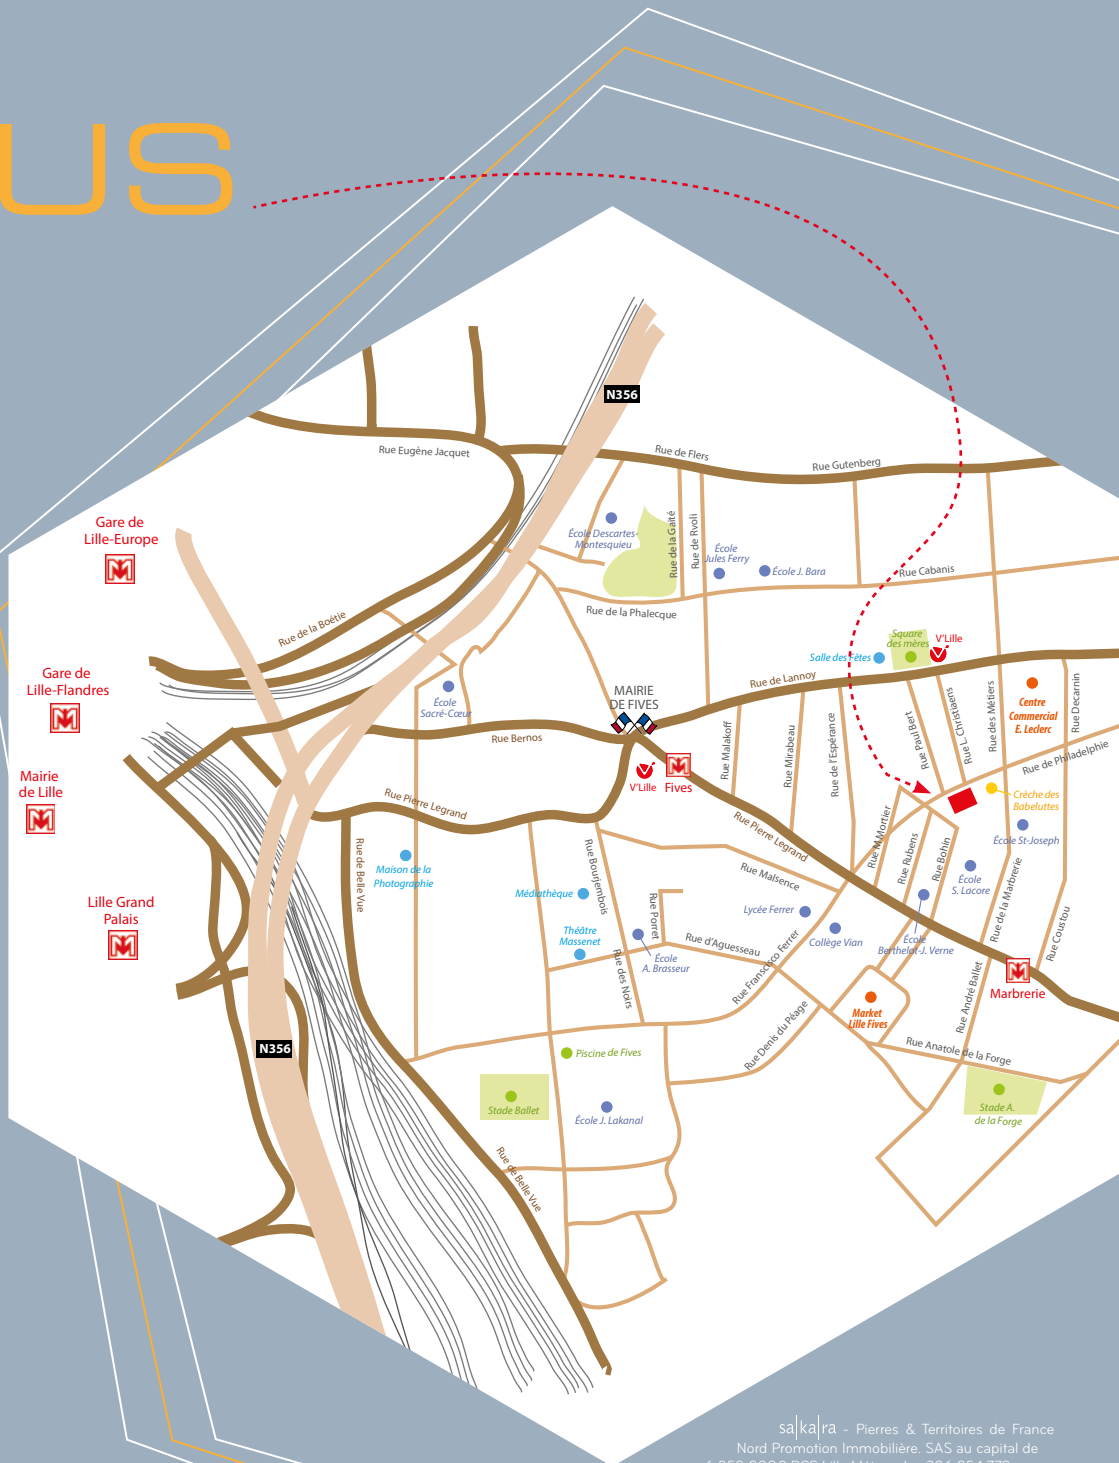 US
N356
Rue Eugène Jacquet
Rue de Flers
Rue Gutenberg
Gare de
Lille-Europe
École Descartes-
Montesquieu
Rue de la Gaîté
Rue de Rvoli
École
Jules Ferry
École J. Bara
Rue Cabanis
Rue de la Phalecque
Rue de la Boétie
Square
des mères
V'Lille
Salle des Fêtes
Gare de
Lille-Flandres
Rue de Lannoy
École
Sacré-Cœur
MAIRIE
DE FIVES
Rue Bernos
Rue Malakoff
Rue Mirabeau
Rue de l'Espérance
Rue Paul Bert
Rue L. Christiaens
Rue des Métiers
Centre
Commercial
E. Leclerc
Rue Decarnin
Rue de Philadelphie
Mairie
de Lille
V'Lille
Fives
Crèche des
Babeluttes
Rue Pierre Legrand
Rue Pierre Legrand
Rue M.Mortier
Rue Rubens
Rue Bohin
École St-Joseph
Rue de Belle Vue
Maison de la
Photographie
Rue Bourjembois
Rue Malsence
École
S. Lacore
Médiathèque
Rue Porret
Lycée Ferrer
Rue de la Marbrerie
Rue Coustou
Lille Grand
Palais
Théâtre
Massenet
École
A. Brasseur
Rue d'Aguesseau
Collège Vian
École
Berthelot-J. Verne
Rue des Noirs
Rue Franscisco Ferrer
Rue André Ballet
Marbrerie
Market
Lille Fives
Rue Denis du Péage
N356
Rue Anatole de la Forge
Piscine de Fives
Stade Ballet
École J. Lakanal
Stade A.
de la Forge
Rue de Belle Vue
sa|ka|ra - Pierres & Territoires de France
Nord Promotion Immobilière. SAS au capital de